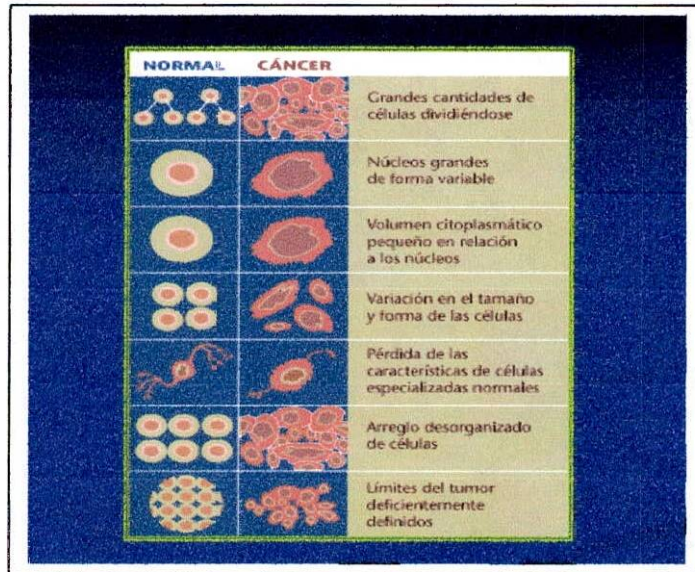 NORMAL CÁNCER
Grandes cantidades de
células dividiéndose
Núcleos grandes
de forma variable
Volumen citoplasmático
pequeño en relación
a los núcleos
Variación en el tamaño
y forma de las células
Pérdida de las
características de células
especializadas normales
Arreglo desorganizado
de células
Límites del tumor
deficientemente
definidos